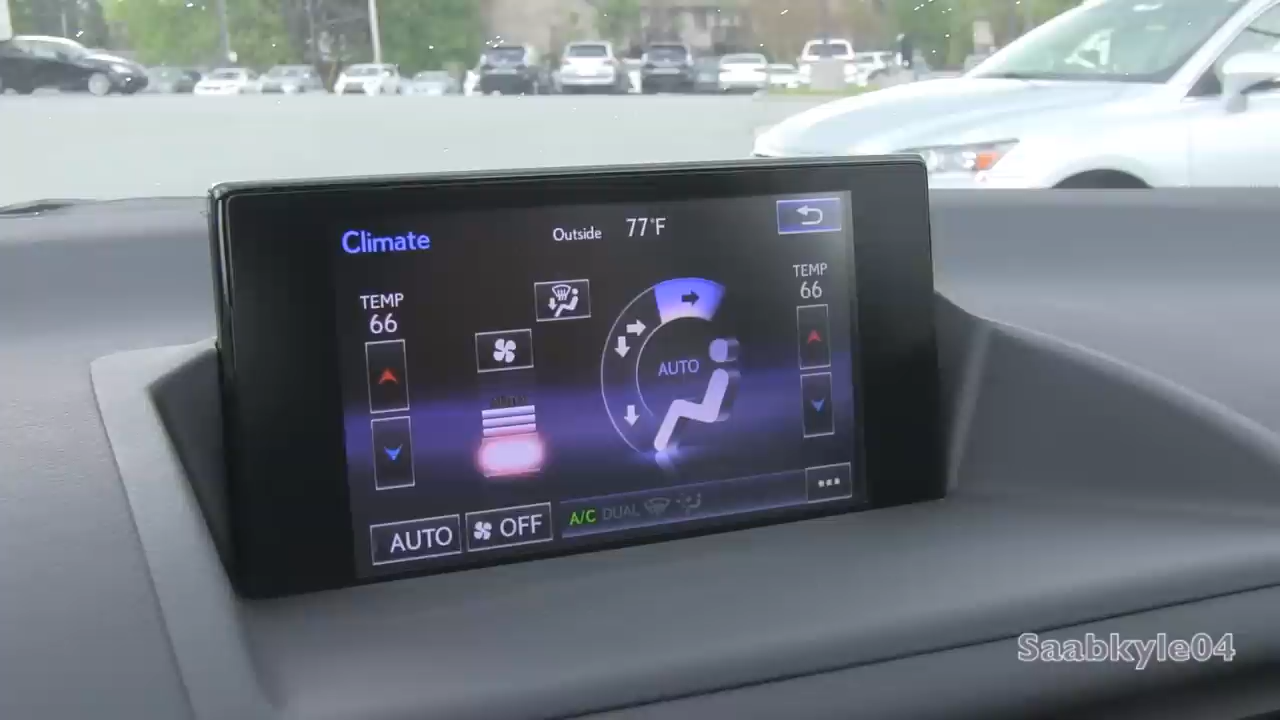 Climate
Outside 77°F
TEMP
66
TEMP
66
AUTO
AUTO
AUTO
OFF
A/C DUAL
Saabkyle04